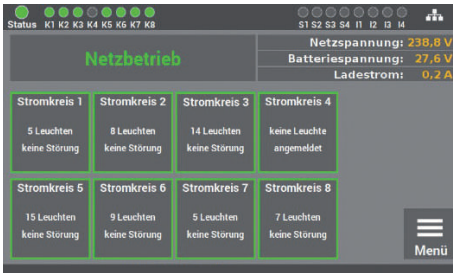 Status K1 K2 K3 K4 K5 K6 K7 K8 S1 S2 S3 S4 I1 I2 I3 I4
Netzbetrieb
Netzspannung: 238,8 V
Batteriespannung: 27,6 V
Ladestrom: 0,2 A
Stromkreis 1 Stromkreis 2 Stromkreis 3 Stromkreis 4
5 Leuchten 8 Leuchten 14 Leuchten keine Leuchte
keine Störung keine Störung keine Störung angemeldet
Stromkreis 5 Stromkreis 6 Stromkreis 7 Stromkreis 8
15 Leuchten 9 Leuchten 5 Leuchten 7 Leuchten
keine Störung keine Störung keine Störung keine Störung
Menü